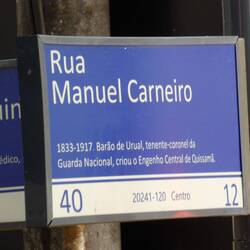 Rua
Manuel Carneiro
1833-1917. Barão de Urual, tenente-coronel da
Guarda Nacional, criou o Engenho Central de Quissamã.
40
20241-120 Centro
12
édico,